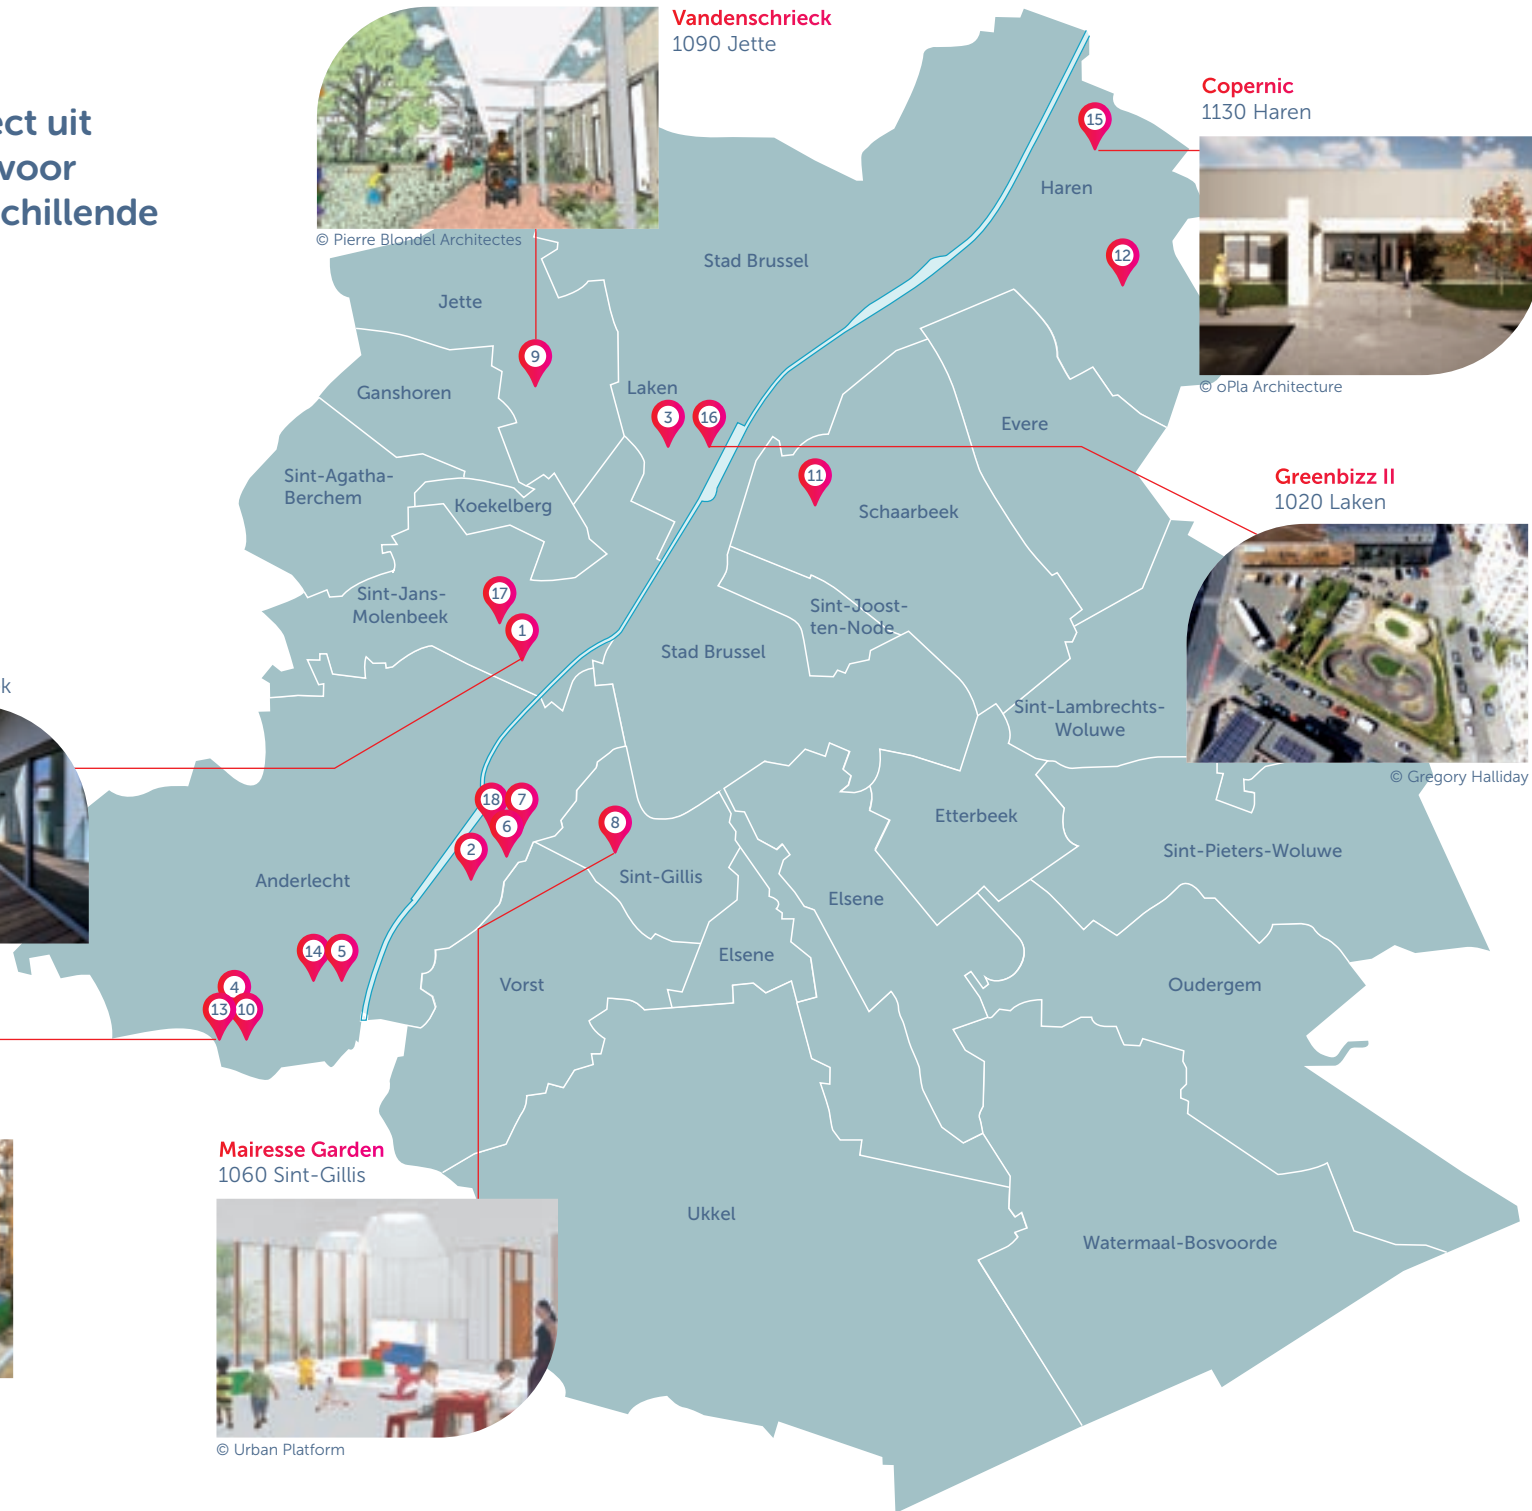 ect uit
voor
schillende
Vandenschrieck
1090 Jette
© Pierre Blondel Architectes
Copernic
1130 Haren
© oPla Architecture
15
Haren
12
Stad Brussel
Jette
9
Ganshoren
Laken
3
16
Evere
Sint-Agatha-
Berchem
Koekelberg
11
Schaarbeek
Greenbizz II
1020 Laken
© Gregory Halliday
17
Sint-Jans-
Molenbeek
1
Sint-Joost-
ten-Node
Stad Brussel
k
Sint-Lambrechts-
Woluwe
18
7
6
2
8
Etterbeek
Sint-Pieters-Woluwe
Anderlecht
Sint-Gillis
Elsene
14
5
Elsene
Vorst
Oudergem
4
13
10
Mairesse Garden
1060 Sint-Gillis
© Urban Platform
Ukkel
Watermaal-Bosvoorde